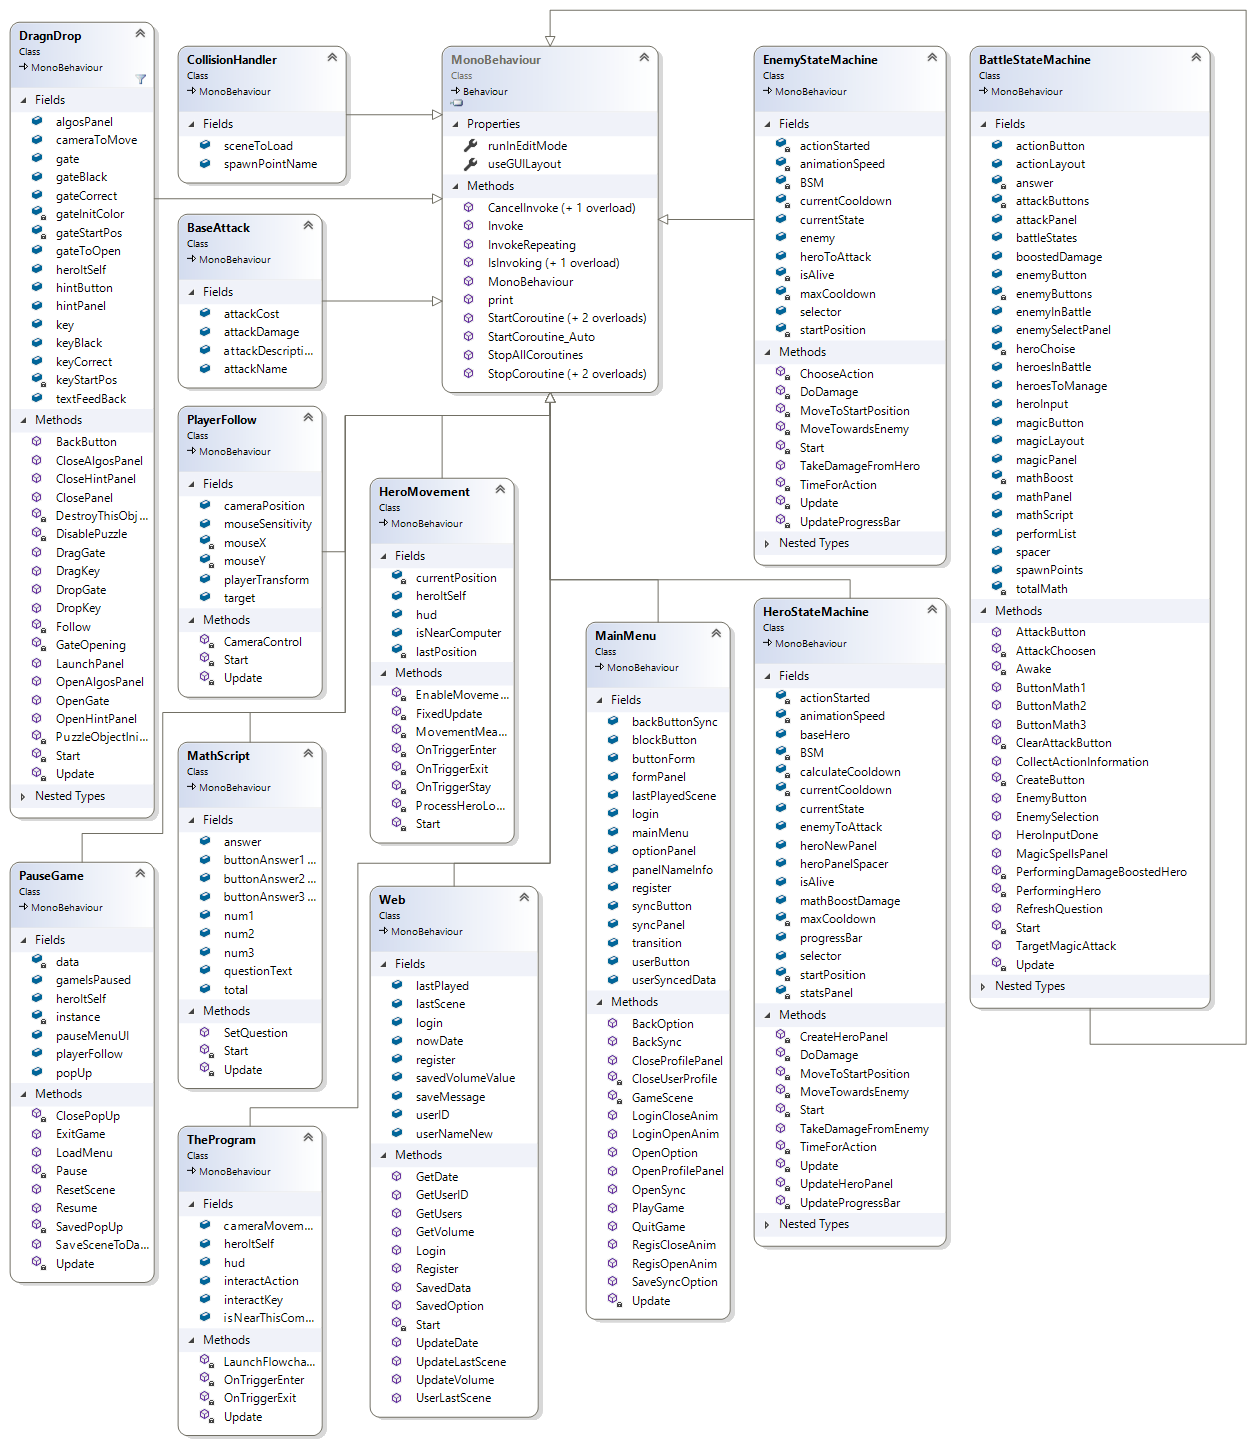 DragnDrop
Class
MonoBehaviour
Fields
algosPanel
cameraToMove
gate
gateBlack
gateCorrect
gateInitColor
gateStartPos
gateToOpen
heroItSelf
hintButton
hintPanel
key
keyBlack
keyCorrect
keyStartPos
textFeedBack
Methods
BackButton
CloseAlgosPanel
CloseHintPanel
ClosePanel
DestroyThisObj...
DisablePuzzle
DragGate
DragKey
DropGate
DropKey
Follow
GateOpening
LaunchPanel
OpenAlgosPanel
OpenGate
OpenHintPanel
PuzzleObjectIni...
Start
Update
Nested Types
PauseGame
Class
MonoBehaviour
Fields
data
gameIsPaused
heroItSelf
instance
pauseMenuUI
playerFollow
popUp
Methods
ClosePopUp
ExitGame
LoadMenu
Pause
ResetScene
Resume
SavedPopUp
SaveSceneToDa...
Update
CollisionHandler
Class
MonoBehaviour
Fields
sceneToLoad
spawnPointName
BaseAttack
Class
MonoBehaviour
Fields
attackCost
attackDamage
attackDescripti...
attackName
PlayerFollow
Class
MonoBehaviour
Fields
cameraPosition
mouseSensitivity
mouseX
mouseY
playerTransform
target
Methods
CameraControl
Start
Update
MathScript
Class
MonoBehaviour
Fields
answer
buttonAnswer1 ...
buttonAnswer2 ...
buttonAnswer3 ...
num1
num2
num3
questionText
total
Methods
SetQuestion
Start
Update
TheProgram
Class
MonoBehaviour
Fields
cameraMovem...
heroItSelf
hud
interactAction
interactKey
isNearThisCom...
Methods
LaunchFlowcha...
OnTriggerEnter
OnTriggerExit
Update
MonoBehaviour
Class
Behaviour
Properties
runInEditMode
useGUILayout
Methods
CancelInvoke (+ 1 overload)
Invoke
InvokeRepeating
IsInvoking (+ 1 overload)
MonoBehaviour
print
StartCoroutine (+ 2 overloads)
StartCoroutine_Auto
StopAllCoroutines
StopCoroutine (+ 2 overloads)
HeroMovement
Class
MonoBehaviour
Fields
currentPosition
heroItSelf
hud
isNearComputer
lastPosition
Methods
EnableMoveme...
FixedUpdate
MovementMea...
OnTriggerEnter
OnTriggerExit
OnTriggerStay
ProcessHeroLo...
Start
Web
Class
MonoBehaviour
Fields
lastPlayed
lastScene
login
nowDate
register
savedVolumeValue
saveMessage
userID
userNameNew
Methods
GetDate
GetUserID
GetUsers
GetVolume
Login
Register
SavedData
SavedOption
Start
UpdateDate
UpdateLastScene
UpdateVolume
UserLastScene
MainMenu
Class
MonoBehaviour
Fields
backButtonSync
blockButton
buttonForm
formPanel
lastPlayedScene
login
mainMenu
optionPanel
panelNameInfo
register
syncButton
syncPanel
transition
userButton
userSyncedData
Methods
BackOption
BackSync
CloseProfilePanel
CloseUserProfile
GameScene
LoginCloseAnim
LoginOpenAnim
OpenOption
OpenProfilePanel
OpenSync
PlayGame
QuitGame
RegisCloseAnim
RegisOpenAnim
SaveSyncOption
Update
EnemyStateMachine
Class
MonoBehaviour
Fields
actionStarted
animationSpeed
BSM
currentCooldown
currentState
enemy
heroToAttack
isAlive
maxCooldown
selector
startPosition
Methods
ChooseAction
DoDamage
MoveToStartPosition
MoveTowardsEnemy
Start
TakeDamageFromHero
TimeForAction
Update
UpdateProgressBar
Nested Types
HeroStateMachine
Class
MonoBehaviour
Fields
actionStarted
animationSpeed
baseHero
BSM
calculateCooldown
currentCooldown
currentState
enemyToAttack
heroNewPanel
heroPanelSpacer
isAlive
mathBoostDamage
maxCooldown
progressBar
selector
startPosition
statsPanel
Methods
CreateHeroPanel
DoDamage
MoveToStartPosition
MoveTowardsEnemy
Start
TakeDamageFromEnemy
TimeForAction
Update
UpdateHeroPanel
UpdateProgressBar
Nested Types
BattleStateMachine
Class
MonoBehaviour
Fields
actionButton
actionLayout
answer
attackButtons
attackPanel
battleStates
boostedDamage
enemyButton
enemyButtons
enemyInBattle
enemySelectPanel
heroChoise
heroesInBattle
heroesToManage
heroInput
magicButton
magicLayout
magicPanel
mathBoost
mathPanel
mathScript
performList
spacer
spawnPoints
totalMath
Methods
AttackButton
AttackChoosen
Awake
ButtonMath1
ButtonMath2
ButtonMath3
ClearAttackButton
CollectActionInformation
CreateButton
EnemyButton
EnemySelection
HeroInputDone
MagicSpellsPanel
PerformingDamageBoostedHero
PerformingHero
RefreshQuestion
Start
TargetMagicAttack
Update
Nested Types